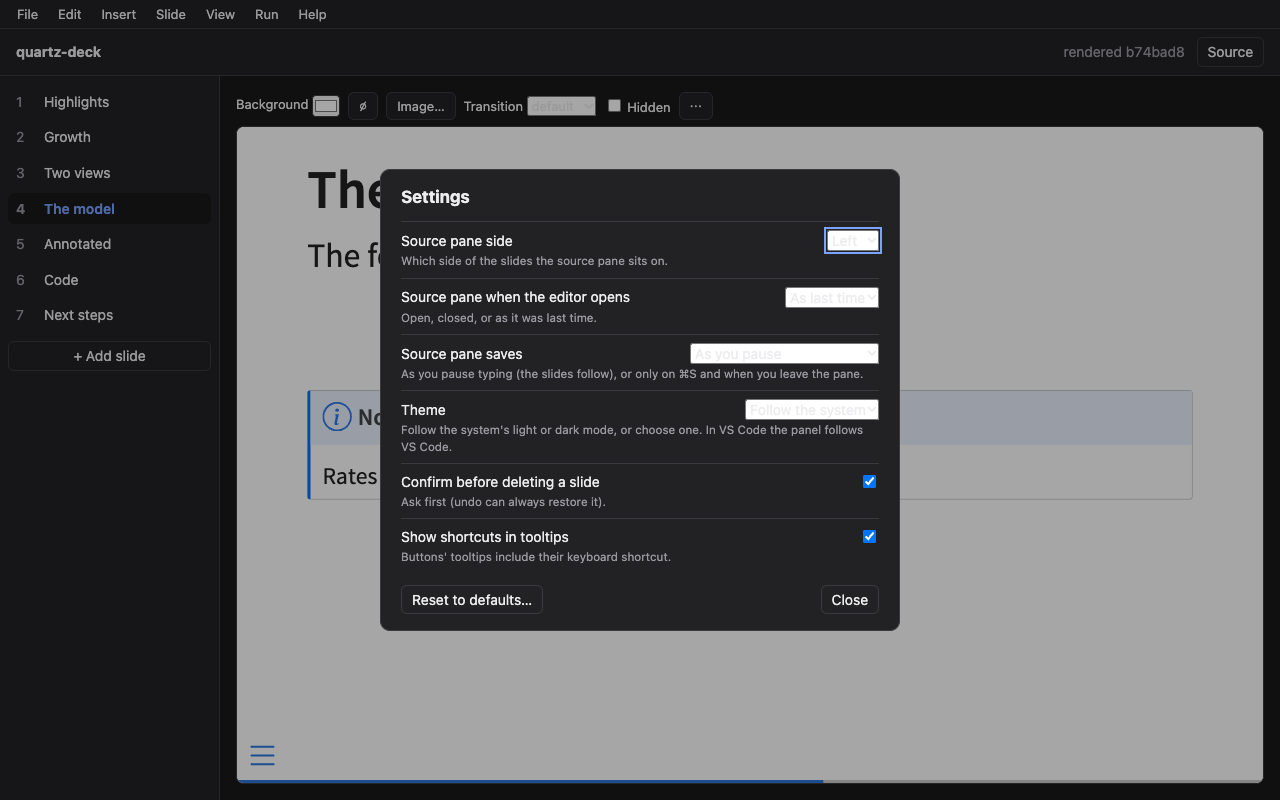 File Edit Insert Slide View Run Help
quartz-deck
rendered b74bad8 Source
1 Highlights
2 Growth
3 Two views
4 The model
5 Annotated
6 Code
7 Next steps
+ Add slide
Background ø Image... Transition default Hidden ...
The
The
Settings
Source pane side Left
Which side of the slides the source pane sits on.
Source pane when the editor opens As last time
Open, closed, or as it was last time.
Source pane saves As you pause
As you pause typing (the slides follow), or only on ⌘S and when you leave the pane.
Theme Follow the system
Follow the system's light or dark mode, or choose one. In VS Code the panel follows
VS Code.
Confirm before deleting a slide
Ask first (undo can always restore it).
Show shortcuts in tooltips
Buttons' tooltips include their keyboard shortcut.
Reset to defaults... Close
Rates